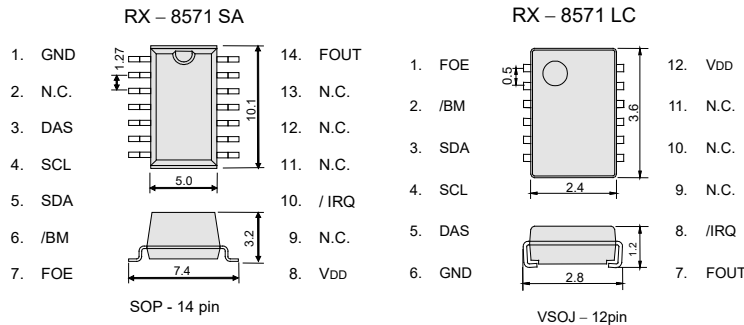 RX – 8571 SA
1. GND
2. N.C.
3. DAS
4. SCL
5. SDA
6. /BM
7. FOE
14. FOUT
13. N.C.
12. N.C.
11. N.C.
10. / IRQ
9. N.C.
8. VDD
1.27
10.1
5.0
3.2
7.4
SOP - 14 pin
RX – 8571 LC
1. FOE
2. /BM
3. SDA
4. SCL
5. DAS
6. GND
12. VDD
11. N.C.
10. N.C.
9. N.C.
8. /IRQ
7. FOUT
0.5
3.6
2.4
1.2
2.8
VSOJ – 12pin